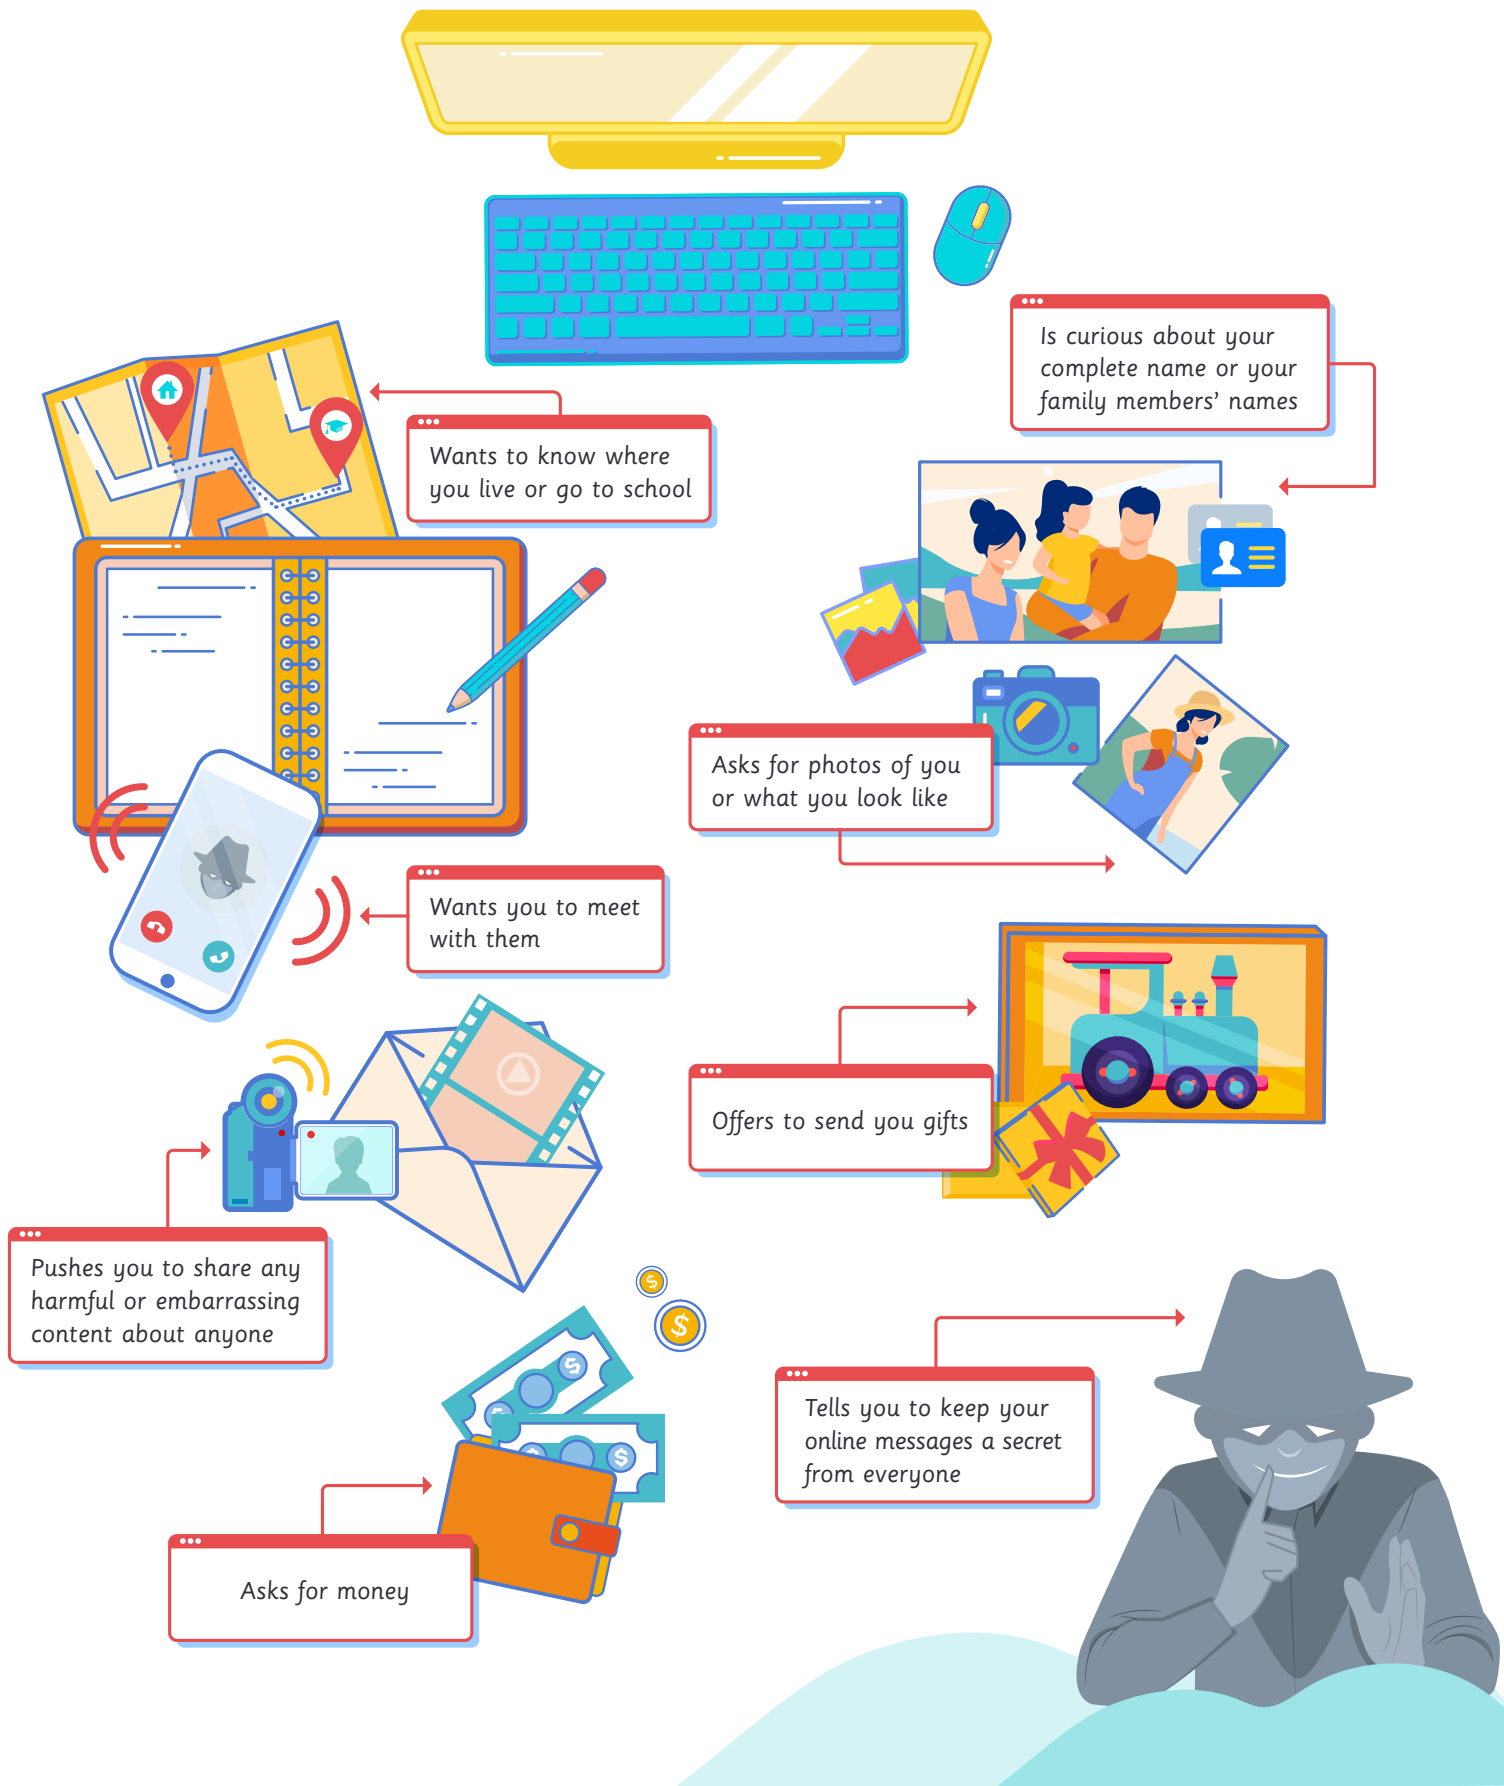 Is curious about your
complete name or your
family members’ names
Wants to know where
you live or go to school
Asks for photos of you
or what you look like
Wants you to meet
with them
Offers to send you gifts
Pushes you to share any
harmful or embarrassing
content about anyone
$
$
$
$
Tells you to keep your
online messages a secret
from everyone
Asks for money